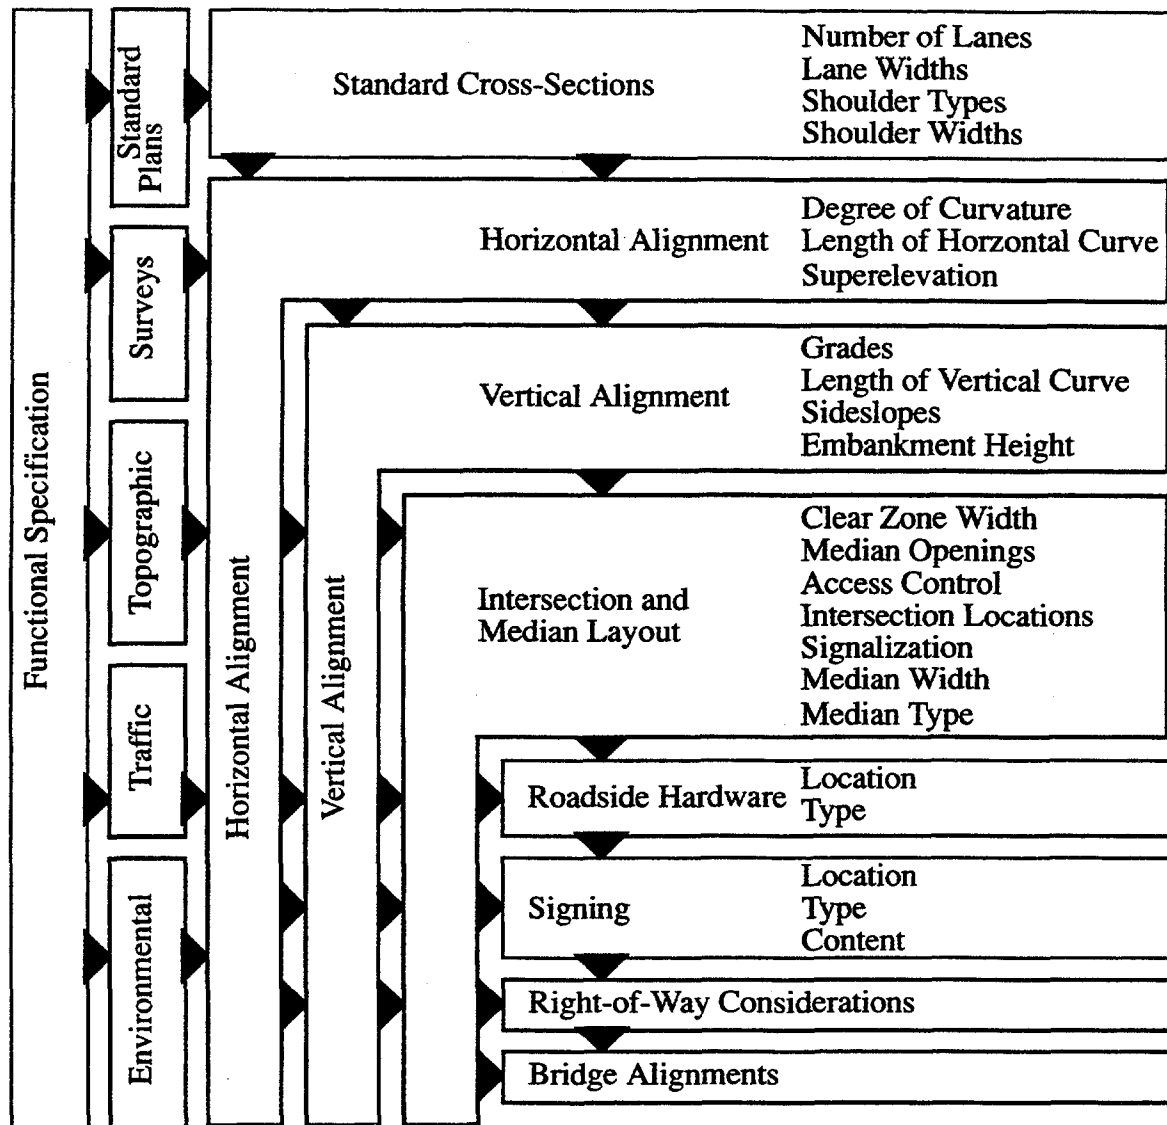 Functional Specification
Standard
Plans
Surveys
Topographic
Traffic
Environmental
Standard Cross-Sections
Number of Lanes
Lane Widths
Shoulder Types
Shoulder Widths
Horizontal Alignment
Degree of Curvature
Length of Horzontal Curve
Superelevation
Horizontal Alignment
Vertical Alignment
Grades
Length of Vertical Curve
Sideslopes
Embankment Height
Vertical Alignment
Intersection and
Median Layout
Clear Zone Width
Median Openings
Access Control
Intersection Locations
Signalization
Median Width
Median Type
Roadside Hardware
Location
Type
Signing
Location
Type
Content
Right-of-Way Considerations
Bridge Alignments